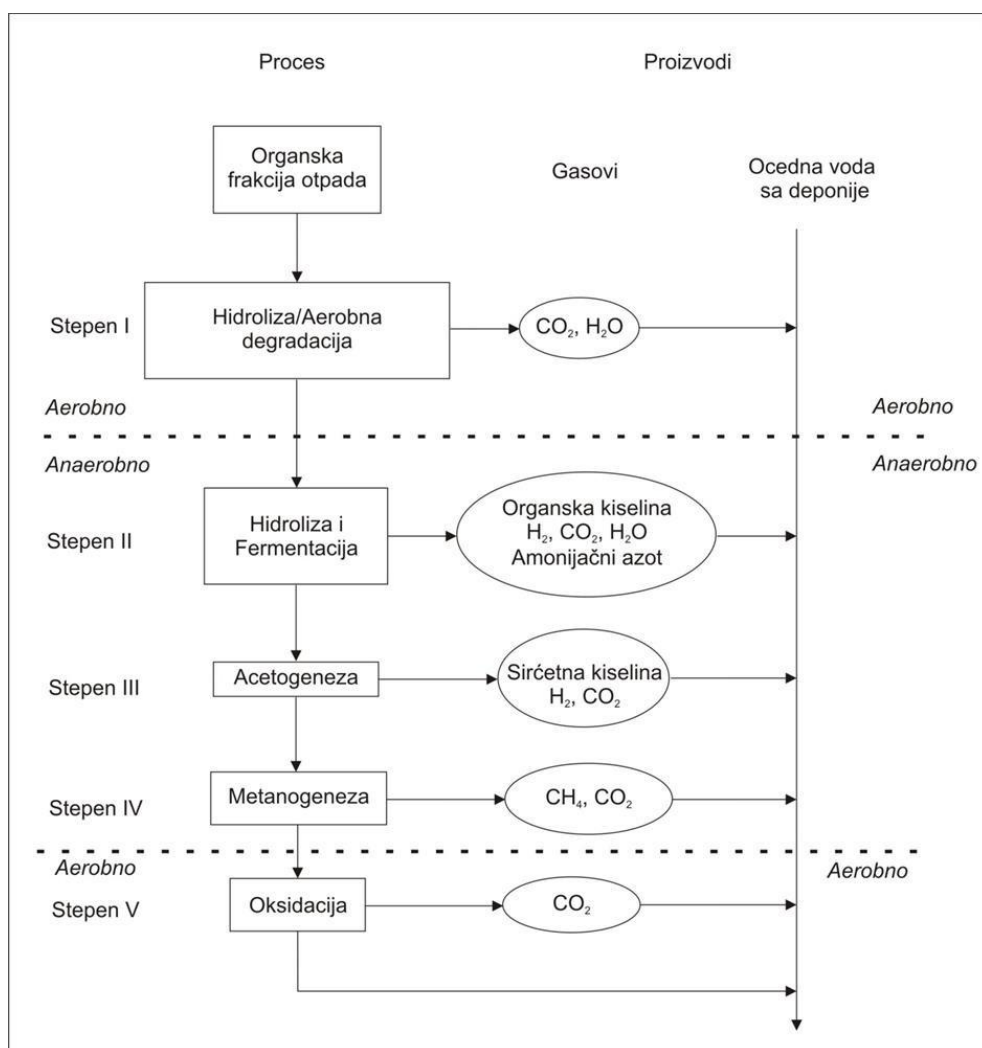 Proces
Proizvodi
Organska
frakcija otpada
Gasovi
Ocedna voda
sa deponije
Stepen I
Hidroliza/Aerobna
degradacija
CO₂, H₂O
Aerobno
Aerobno
Anaerobno
Anaerobno
Stepen II
Hidroliza i
Fermentacija
Organska kiselina
H₂, CO₂, H₂O
Amonijačni azot
Stepen III
Acetogeneza
Sirćetna kiselina
H₂, CO₂
Stepen IV
Metanogeneza
CH₄, CO₂
Aerobno
Aerobno
Stepen V
Oksidacija
CO₂